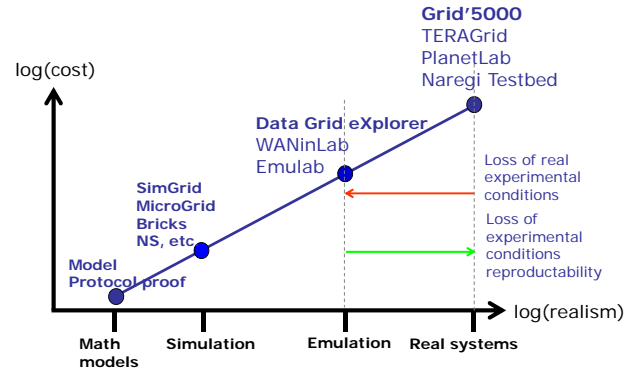 Grid'5000
TERAGrid
PlanetLab
Naregi Testbed
log(cost)
Data Grid eXplorer
WANinLab
Emulab
Loss of real
experimental
conditions
SimGrid
MicroGrid
Bricks
NS, etc
Loss of
experimental
conditions
reproductability
Model
Protocol proof
log(realism)
Math
models
Simulation
Emulation
Real systems